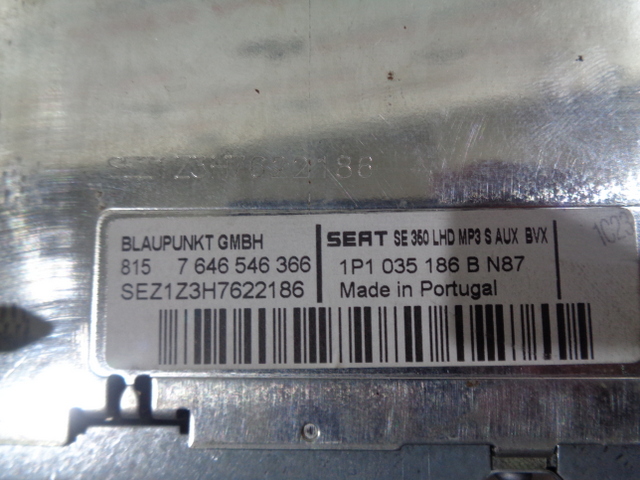 SEZ1Z3H7622186
BLAUPUNKT GMBH
815 7 646 546 366
SEZ1Z3H7622186
SEAT SE 350 LHD MP3 S AUX BVX
1P1 035 186 B N87
Made in Portugal